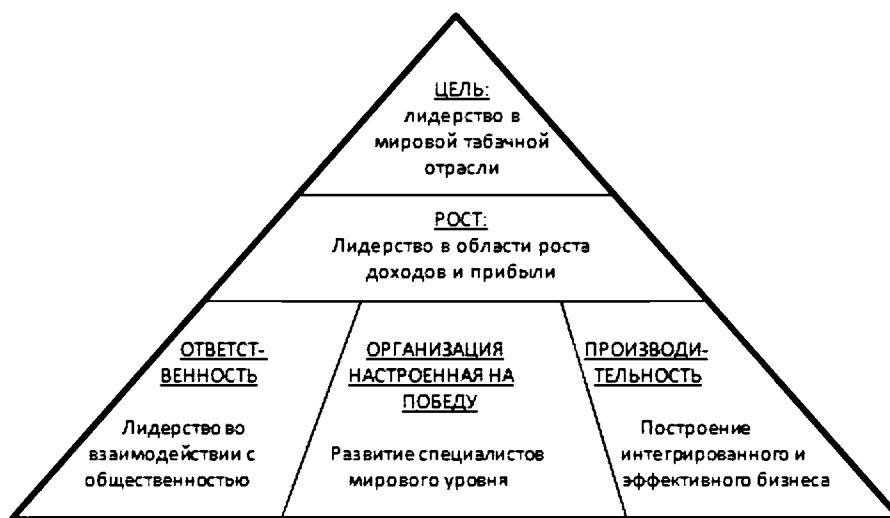 ЦЕЛЬ:
лидерство в
мировой табачной
отрасли
РОСТ:
Лидерство в области роста
доходов и прибыли
ОТВЕТСТ-
ВЕННОСТЬ
Лидерство во
взаимодействии с
общественностью
ОРГАНИЗАЦИЯ
НАСТРОЕННАЯ НА
ПОБЕДУ
Развитие специалистов
мирового уровня
ПРОИЗВОДИ-
ТЕЛЬНОСТЬ
Построение
интегрированного и
эффективного бизнеса